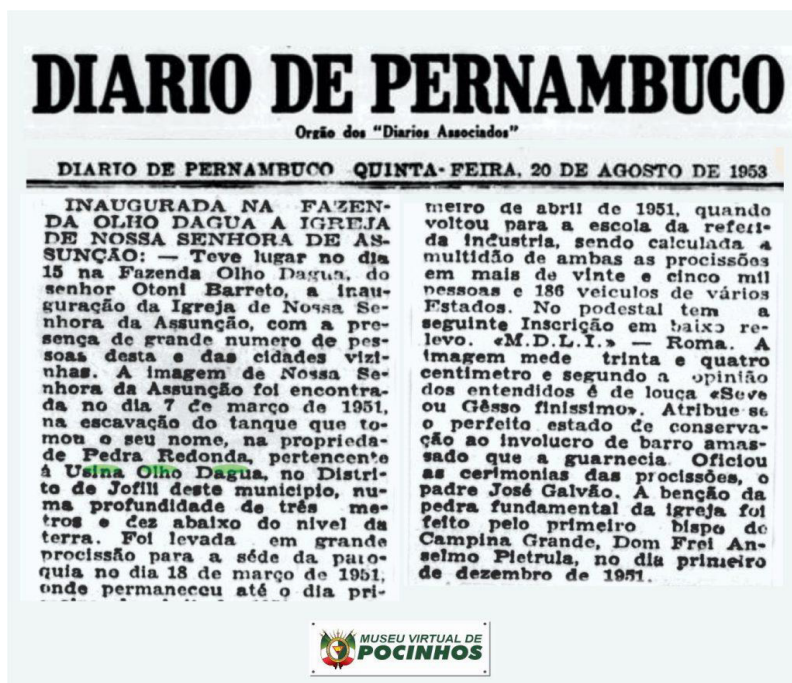 DIARIO DE PERNAMBUCO
Orgão dos "Diarios Associados"
DIARIO DE PERNAMBUCO QUINTA-FEIRA, 20 DE AGOSTO DE 1953
INAUGURADA NA FAZEN-
DA OLHO DAGUA A IGREJA
DE NOSSA SENHORA DE AS-
SUNÇÃO: — Teve lugar no dia
15 na Fazenda Olho Dagua, do
senhor Otoni Barreto, a inau-
guração da Igreja de Nossa Se-
nhora da Assunção, com a pre-
sença de grande numero de pes-
soas desta e das cidades vizi-
nhas. A imagem de Nossa Se-
nhora da Assunção foi encontra-
da no dia 7 de março de 1951,
na escavação do tanque que to-
mou o seu nome, na proprieda-
de Pedra Redonda, pertencente
á Usina Olho Dagua, no Distri-
to de Jofili deste municipio, nu-
ma profundidade de três me-
tros e dez abaixo do nivel da
terra. Foi levada em grande
procissão para a séde da paro-
quia no dia 18 de março de 1951,
onde permaneceu até o dia pri-
meiro de abril de 1951, quando
voltou para a escola da referi-
da industria, sendo calculada a
multidão de ambas as procissões
em mais de vinte e cinco mil
pessoas e 186 veiculos de vários
Estados. No podestal tem a
seguinte Inscrição em baixo re-
levo. «M.D.L.I.» — Roma. A
imagem mede trinta e quatro
centimetro e segundo a opinião
dos entendidos é de louça «Seve
ou Gêsso finissimo». Atribue-se
o perfeito estado de conserva-
ção ao involucro de barro amas-
sado que a guarnecia. Oficiou
as cerimonias das procissões, o
padre José Galvão. A benção da
pedra fundamental da igreja foi
feito pelo primeiro bispo de
Campina Grande, Dom Frei An-
selmo Pietrula, no dia primeiro
de dezembro de 1951.
MUSEU VIRTUAL DE
POCINHOS